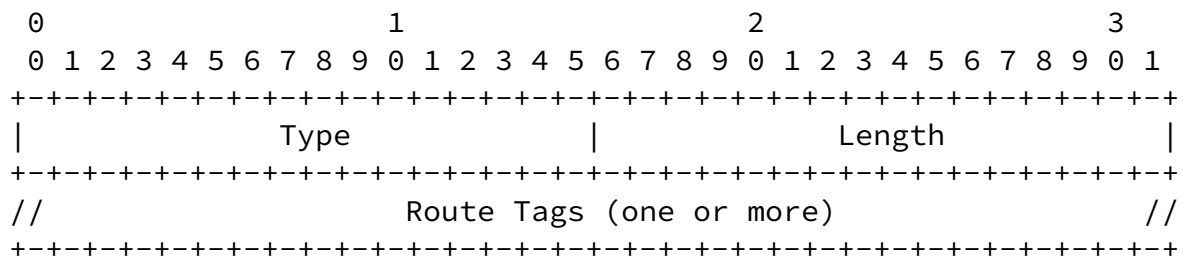 0                   1                   2                   3
 0 1 2 3 4 5 6 7 8 9 0 1 2 3 4 5 6 7 8 9 0 1 2 3 4 5 6 7 8 9 0 1
+-+-+-+-+-+-+-+-+-+-+-+-+-+-+-+-+-+-+-+-+-+-+-+-+-+-+-+-+-+-+-+-+
|              Type             |             Length            |
+-+-+-+-+-+-+-+-+-+-+-+-+-+-+-+-+-+-+-+-+-+-+-+-+-+-+-+-+-+-+-+-+
//                    Route Tags (one or more)                 //
+-+-+-+-+-+-+-+-+-+-+-+-+-+-+-+-+-+-+-+-+-+-+-+-+-+-+-+-+-+-+-+-+